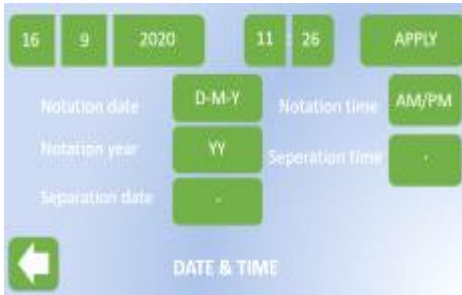 16 9 2020 11 : 26 APPLY
Notation date D-M-Y Notation time AM/PM
Notation year YY Seperation time .
Separation date -
DATE & TIME